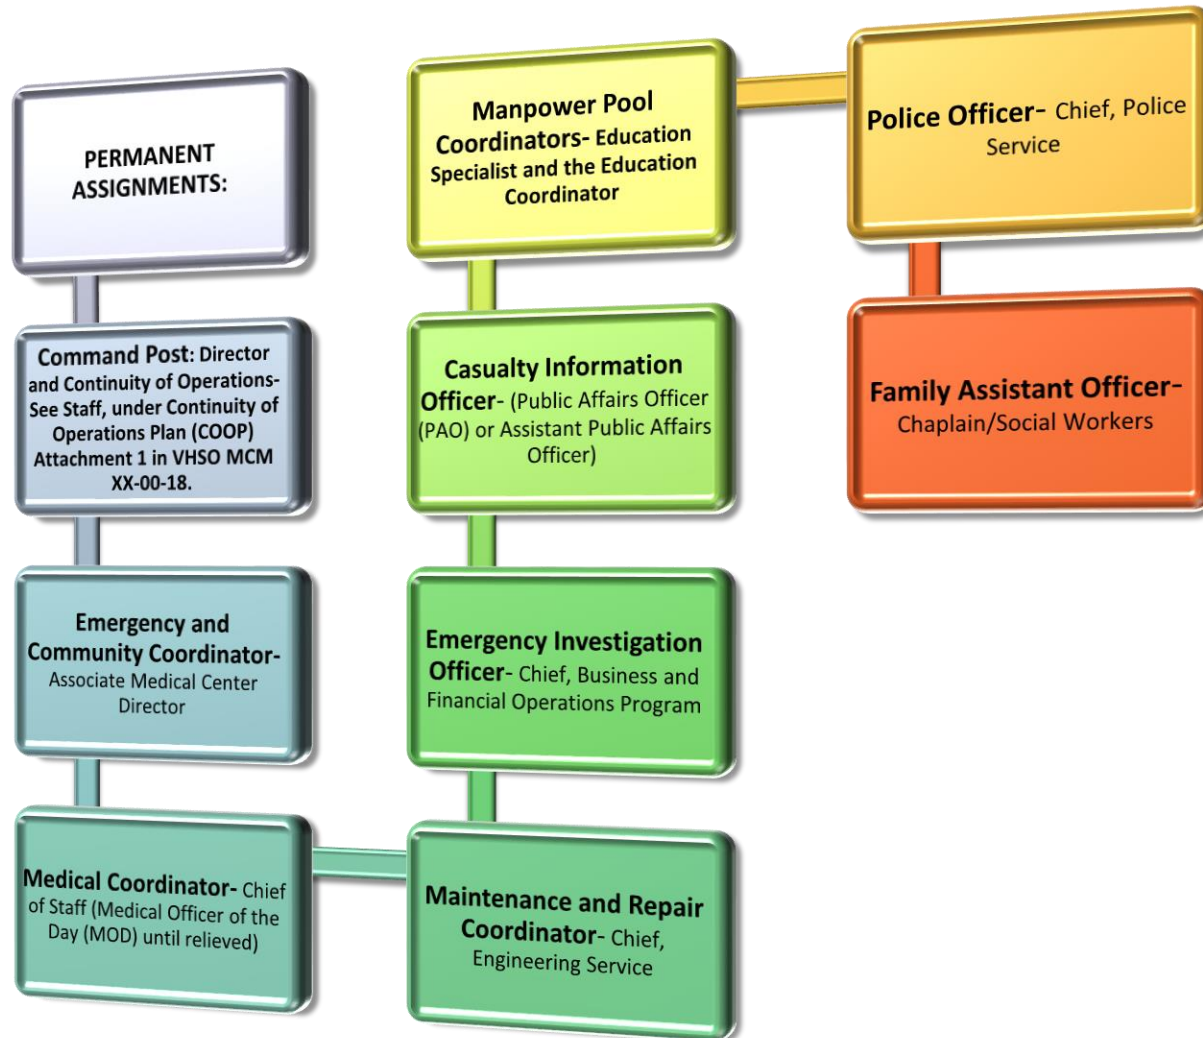 PERMANENT
ASSIGNMENTS:
Command Post: Director
and Continuity of Operations-
See Staff, under Continuity of
Operations Plan (COOP)
Attachment 1 in VHSO MCM
XX-00-18.
Emergency and
Community Coordinator-
Associate Medical Center
Director
Medical Coordinator- Chief
of Staff (Medical Officer of the
Day (MOD) until relieved)
Maintenance and Repair
Coordinator- Chief,
Engineering Service
Emergency Investigation
Officer- Chief, Business and
Financial Operations Program
Casualty Information
Officer- (Public Affairs Officer
(PAO) or Assistant Public Affairs
Officer)
Manpower Pool
Coordinators- Education
Specialist and the Education
Coordinator
Police Officer- Chief, Police
Service
Family Assistant Officer-
Chaplain/Social Workers